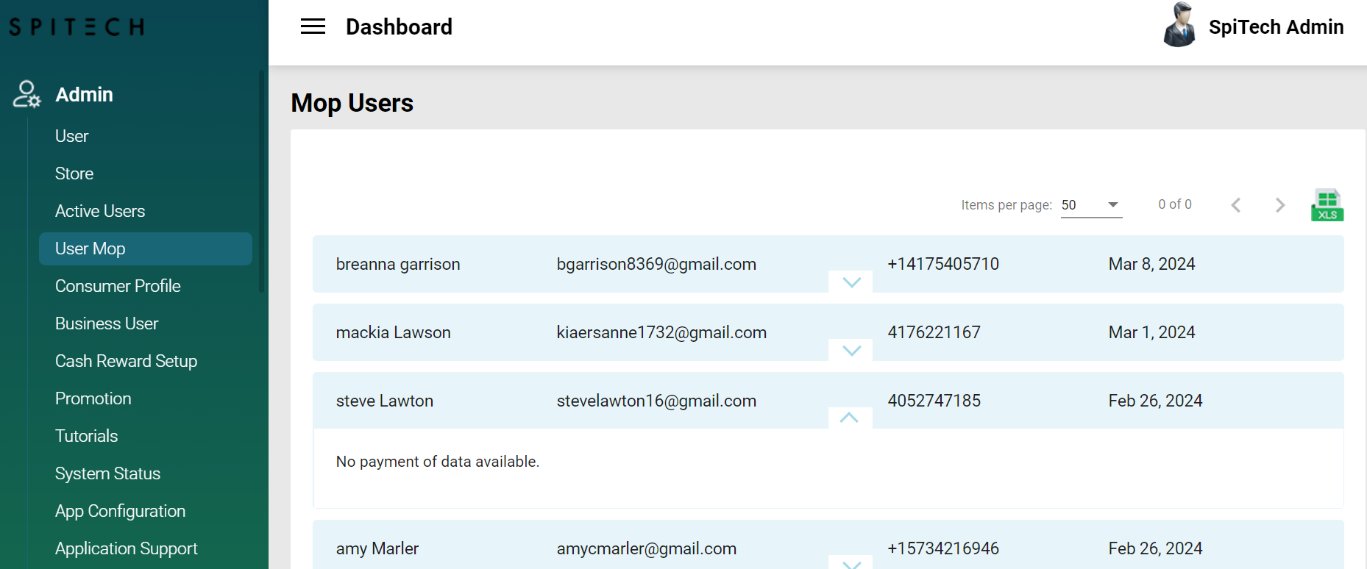 SPITECH
Dashboard
SpiTech Admin
Admin
User
Store
Active Users
User Mop
Consumer Profile
Business User
Cash Reward Setup
Promotion
Tutorials
System Status
App Configuration
Application Support
Mop Users
Items per page: 50 0 of 0 XLS
breanna garrison bgarrison8369@gmail.com +14175405710 Mar 8, 2024
mackia Lawson kiaersanne1732@gmail.com 4176221167 Mar 1, 2024
steve Lawton stevelawton16@gmail.com 4052747185 Feb 26, 2024
No payment of data available.
amy Marler amycmarler@gmail.com +15734216946 Feb 26, 2024